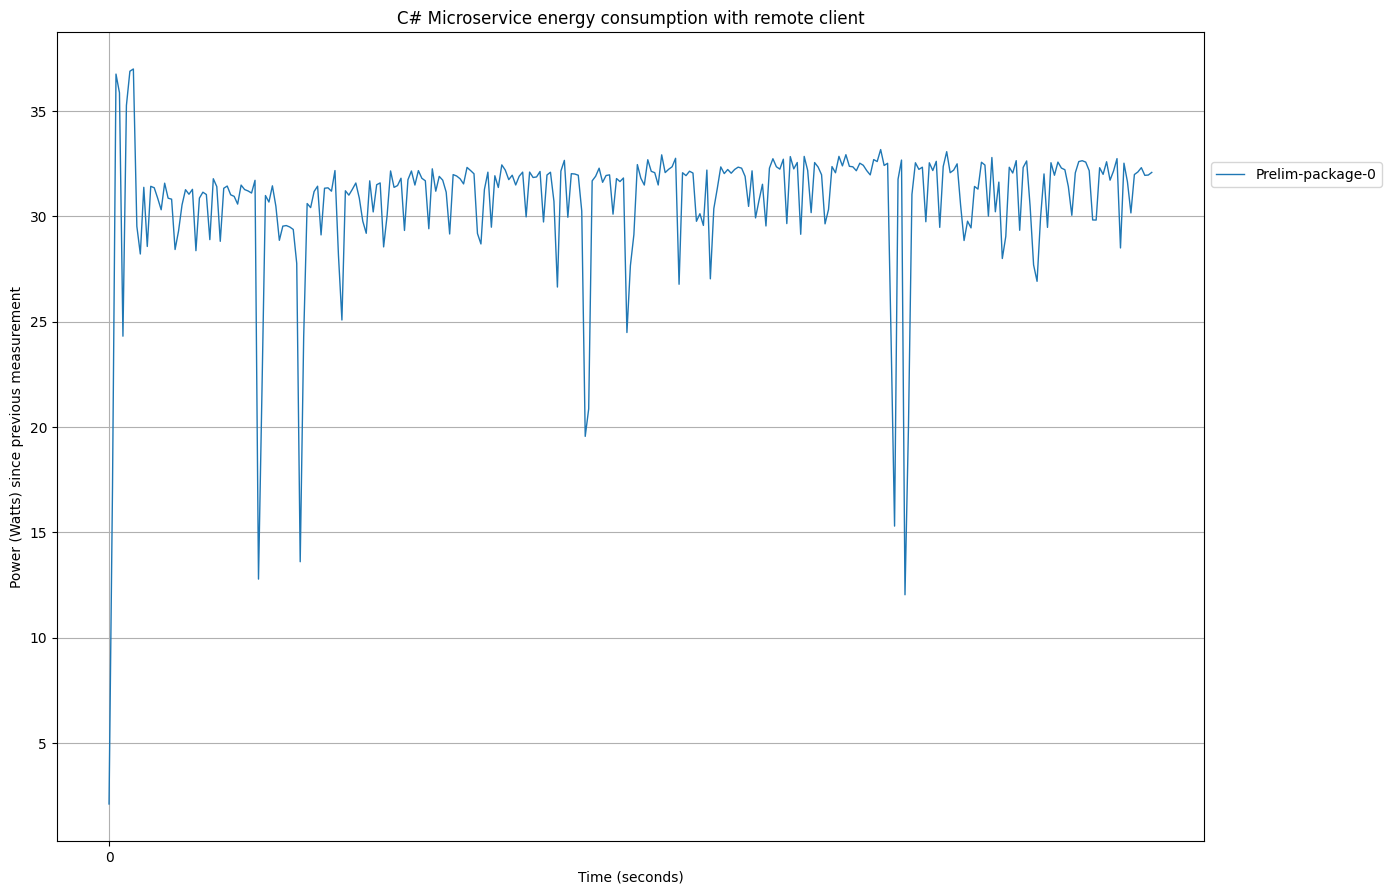 C# Microservice energy consumption with remote client
Power (Watts) since previous measurement
35
30
25
20
15
10
5
0
Time (seconds)
Prelim-package-0